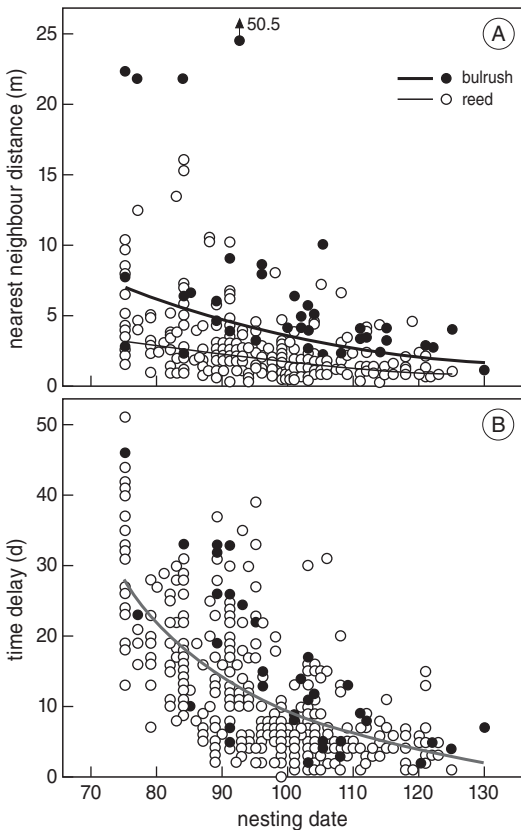 50.5
A
25
20
15
10
5
0
nearest neighbour distance (m)
bulrush
reed
B
50
40
30
20
10
0
time delay (d)
70 80 90 100 110 120 130
nesting date